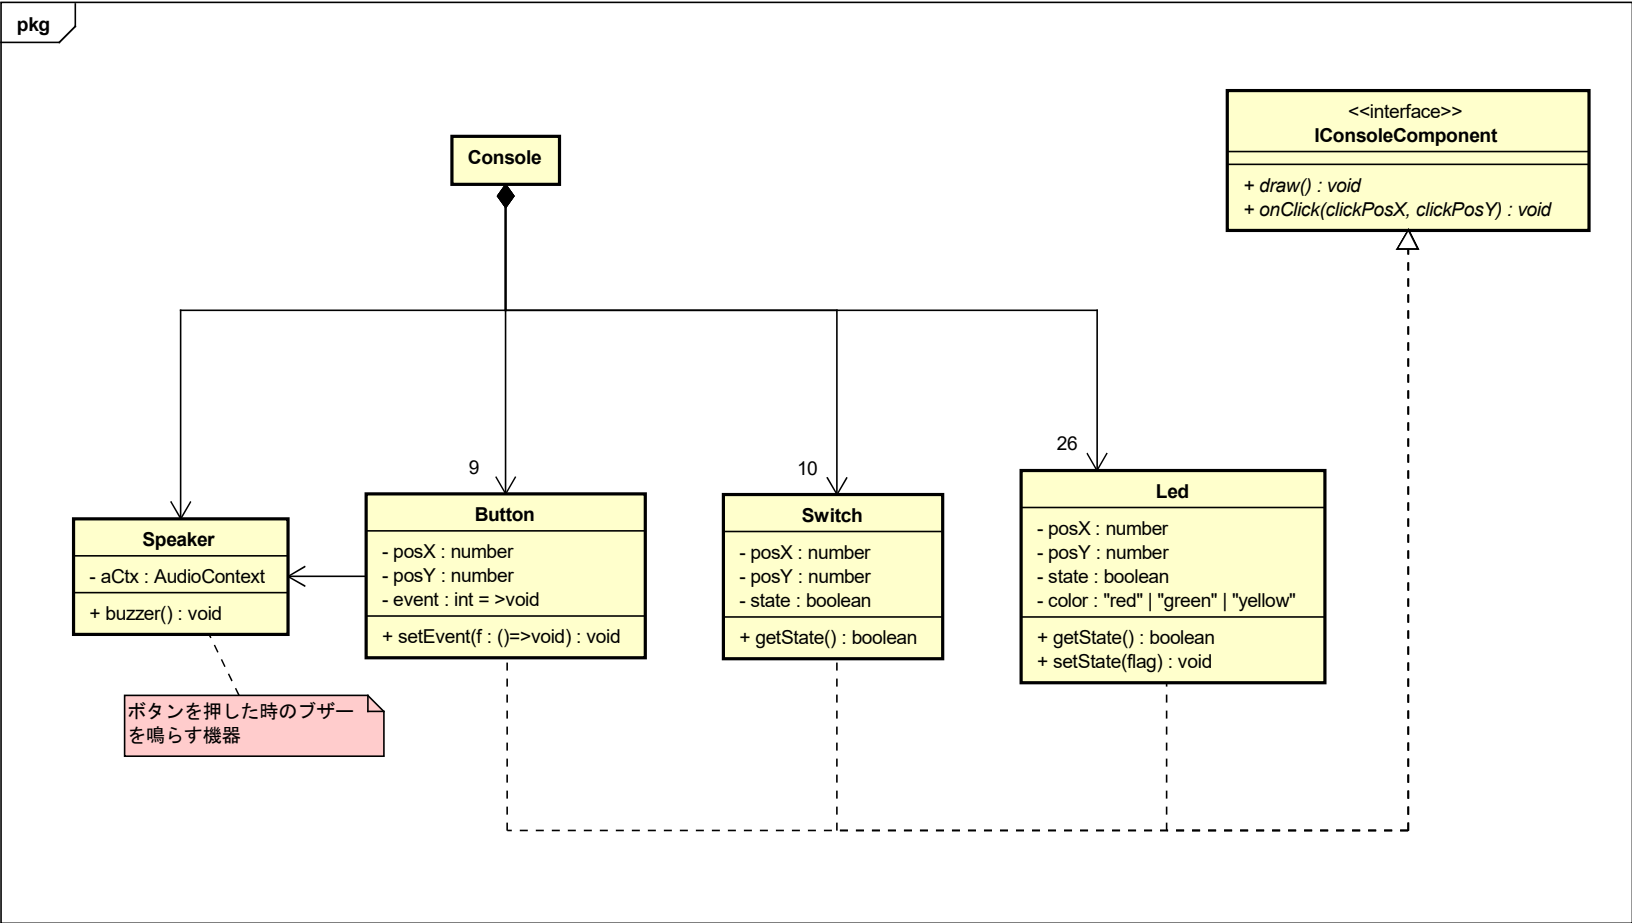 pkg
<<interface>>
IConsoleComponent
+ draw() : void
+ onClick(clickPosX, clickPosY) : void
Console
9
10
26
Speaker
- aCtx : AudioContext
+ buzzer() : void
Button
- posX : number
- posY : number
- event : int = >void
+ setEvent(f : ()=>void) : void
Switch
- posX : number
- posY : number
- state : boolean
+ getState() : boolean
Led
- posX : number
- posY : number
- state : boolean
- color : "red" | "green" | "yellow"
+ getState() : boolean
+ setState(flag) : void
ボタンを押した時のブザー
を鳴らす機器